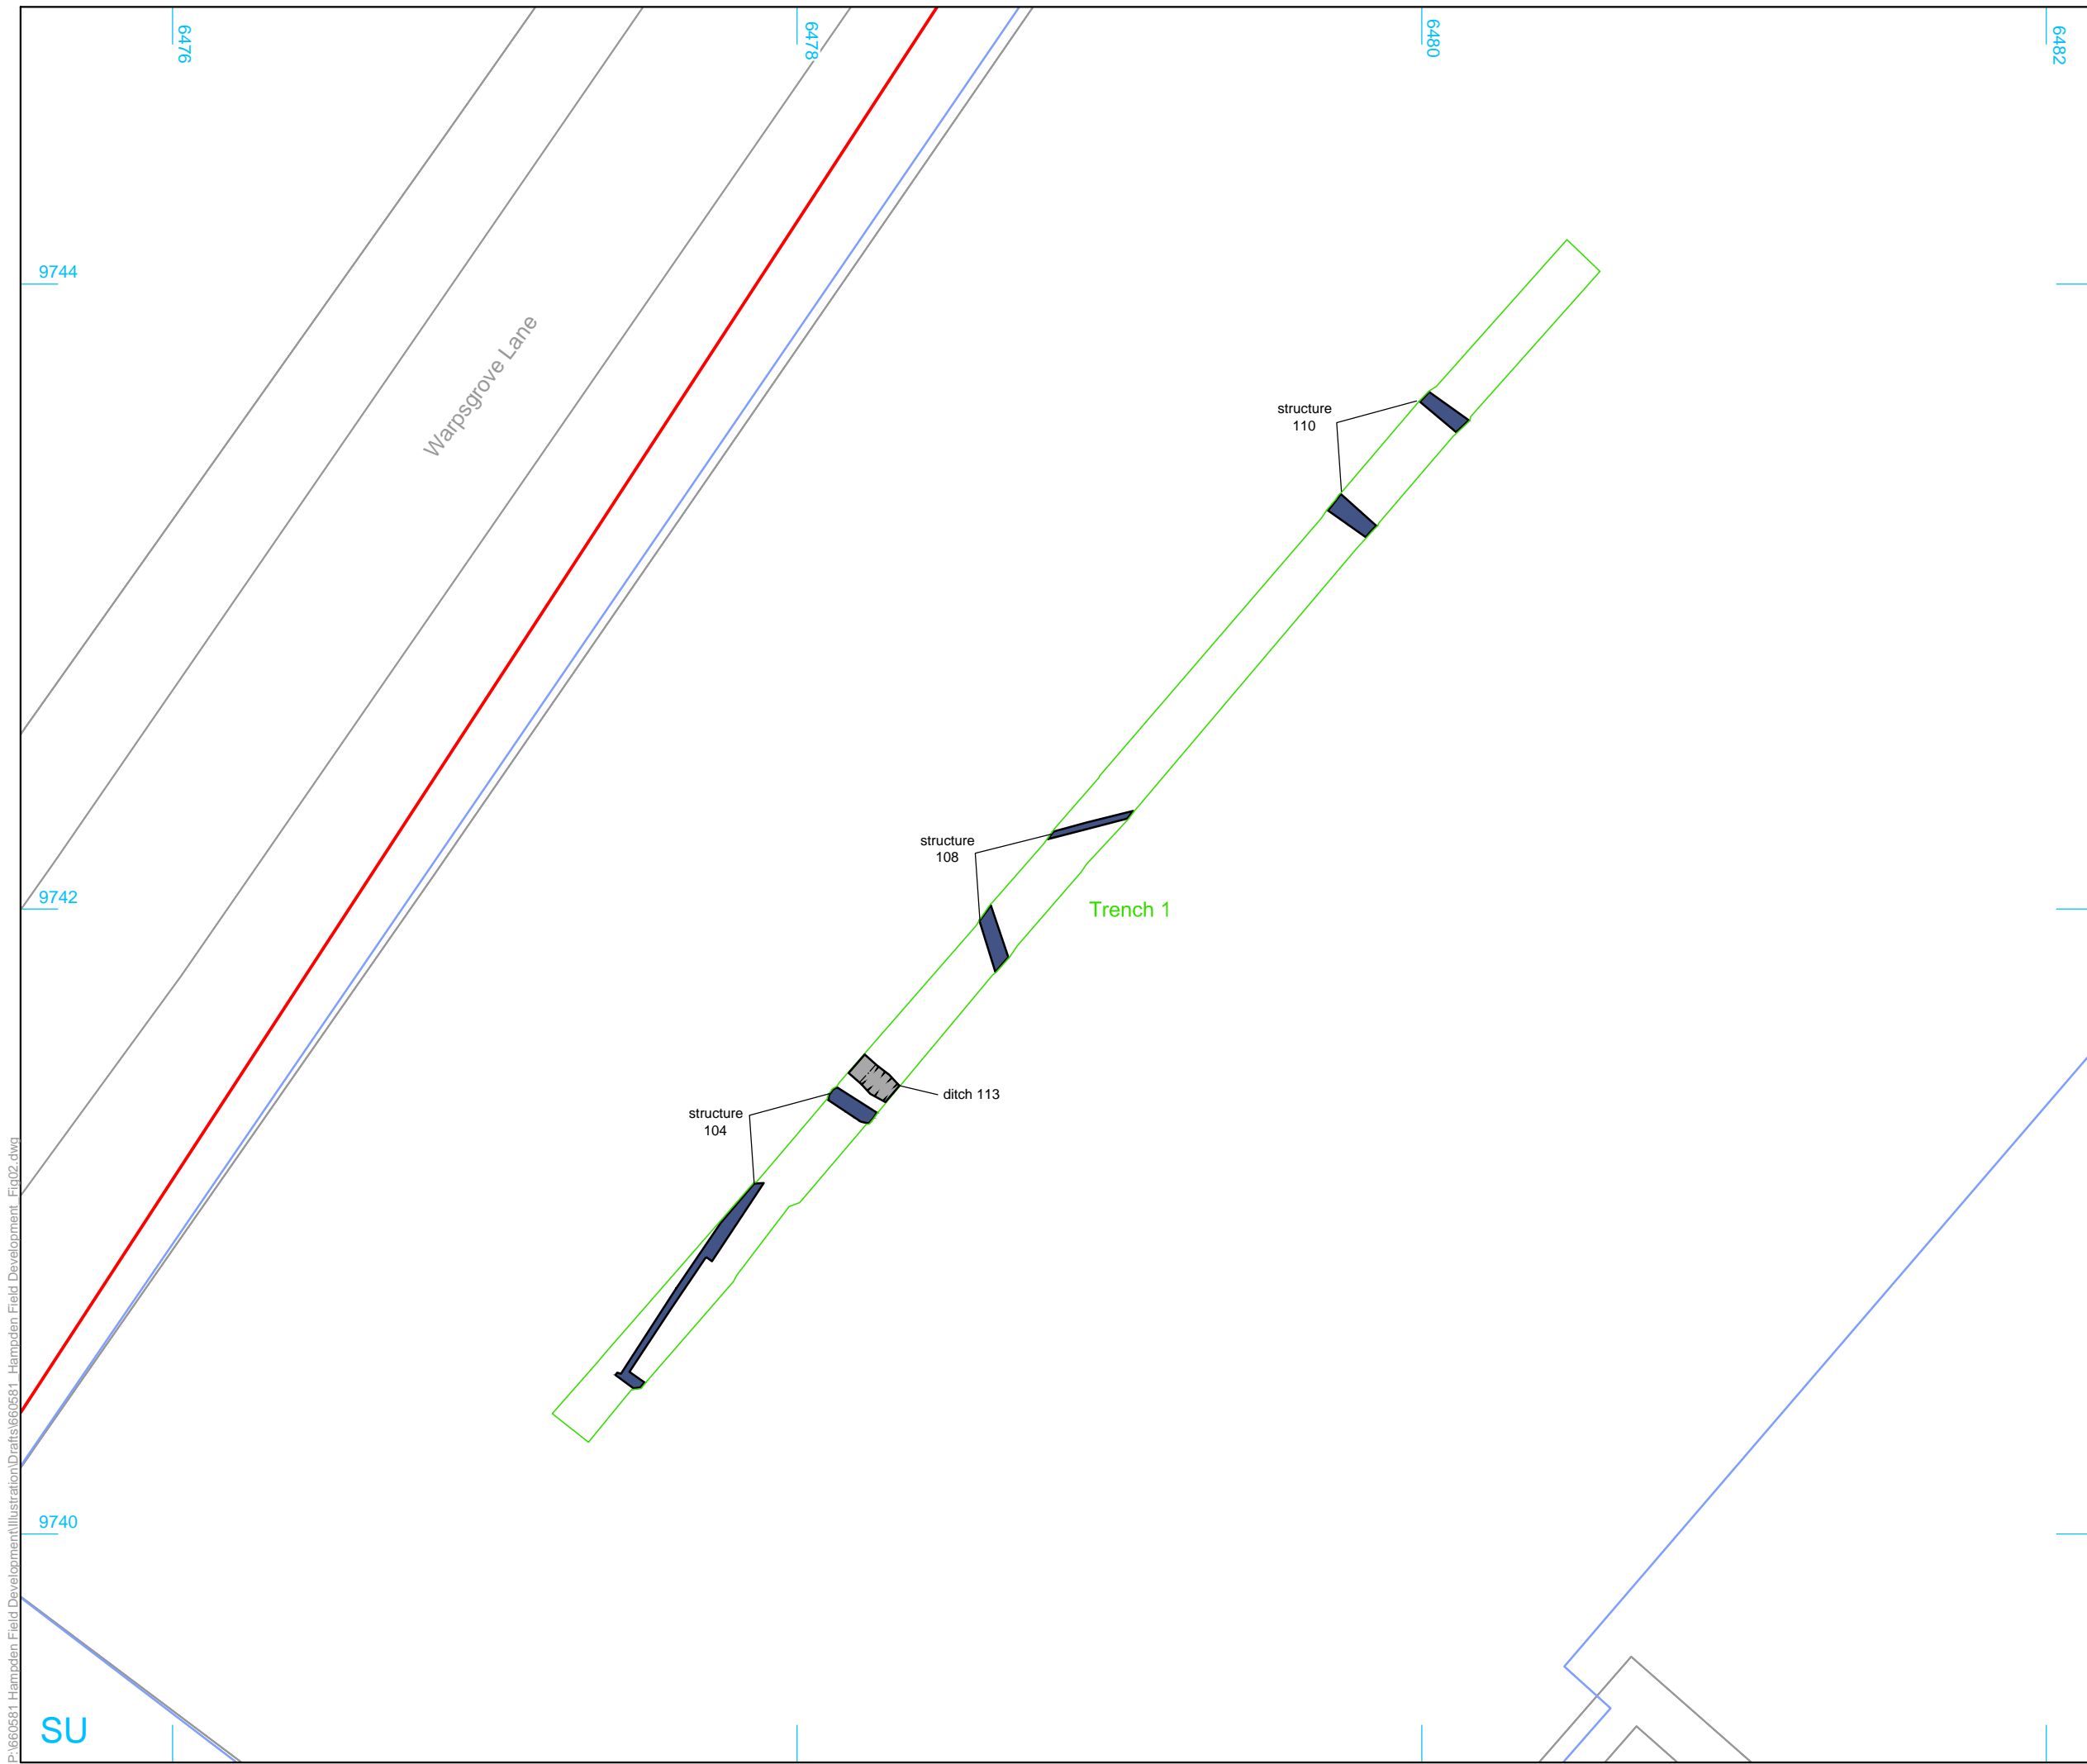 6476
6478
6480
6482
9744
Warpsgrove Lane
structure
110
structure
108
9742
Trench 1
ditch 113
structure
104
9740
SU
P:\660581 Hampden Field Development\Illustration\Drafts\660581_Hampden Field Development_Fig02.dwg